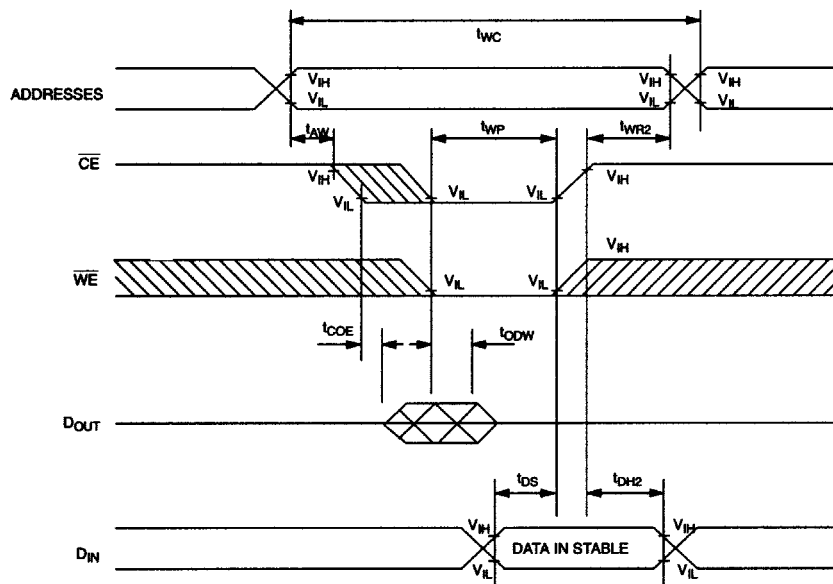 tWC
ADDRESSES
VIH VIH VIH
VIL VIL VIL
tAW tWP tWR2
CE
VIH VIH
VIL VIL VIL
WE
VIH
VIL VIL
tCOE tODW
DOUT
tDS tDH2
DIN
VIH VIH
DATA IN STABLE
VIL VIL